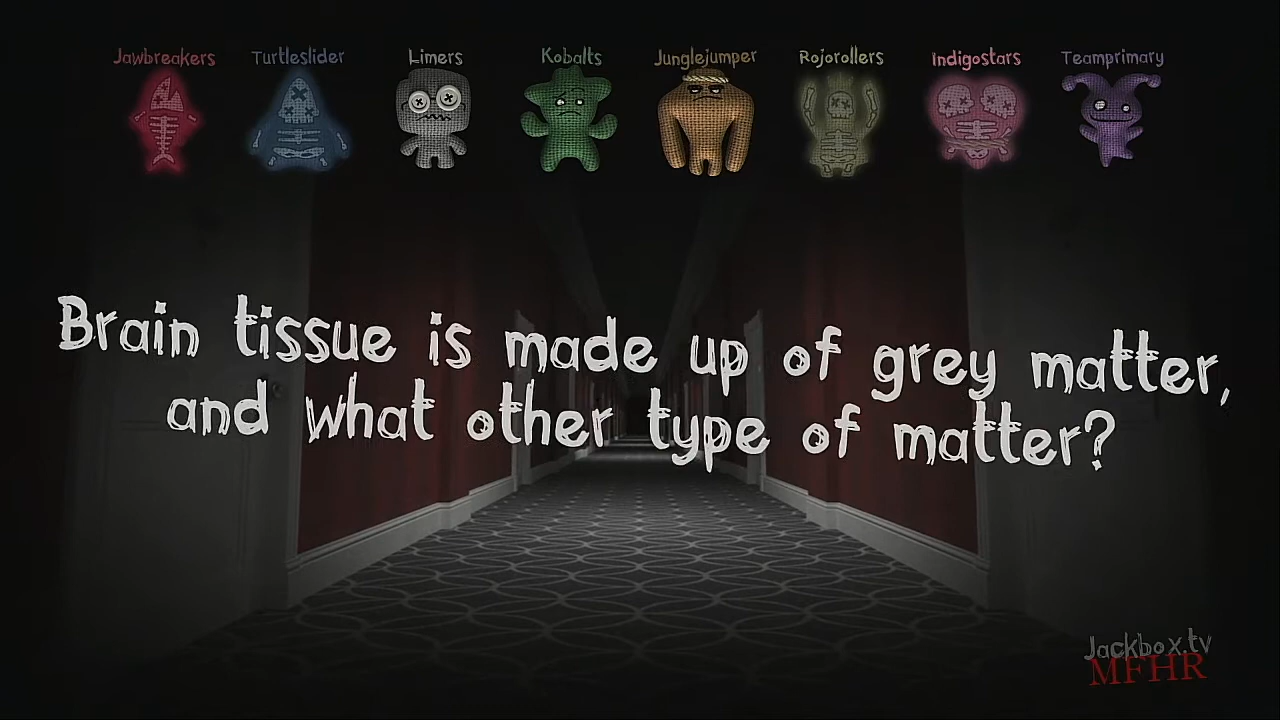 Jawbreakers Turtleslider Limers Kobalts Junglejumper Rojorollers Indigostars Teamprimary
Brain tissue is made up of grey matter,
and what other type of matter?
Jackbox.tv
MFHR